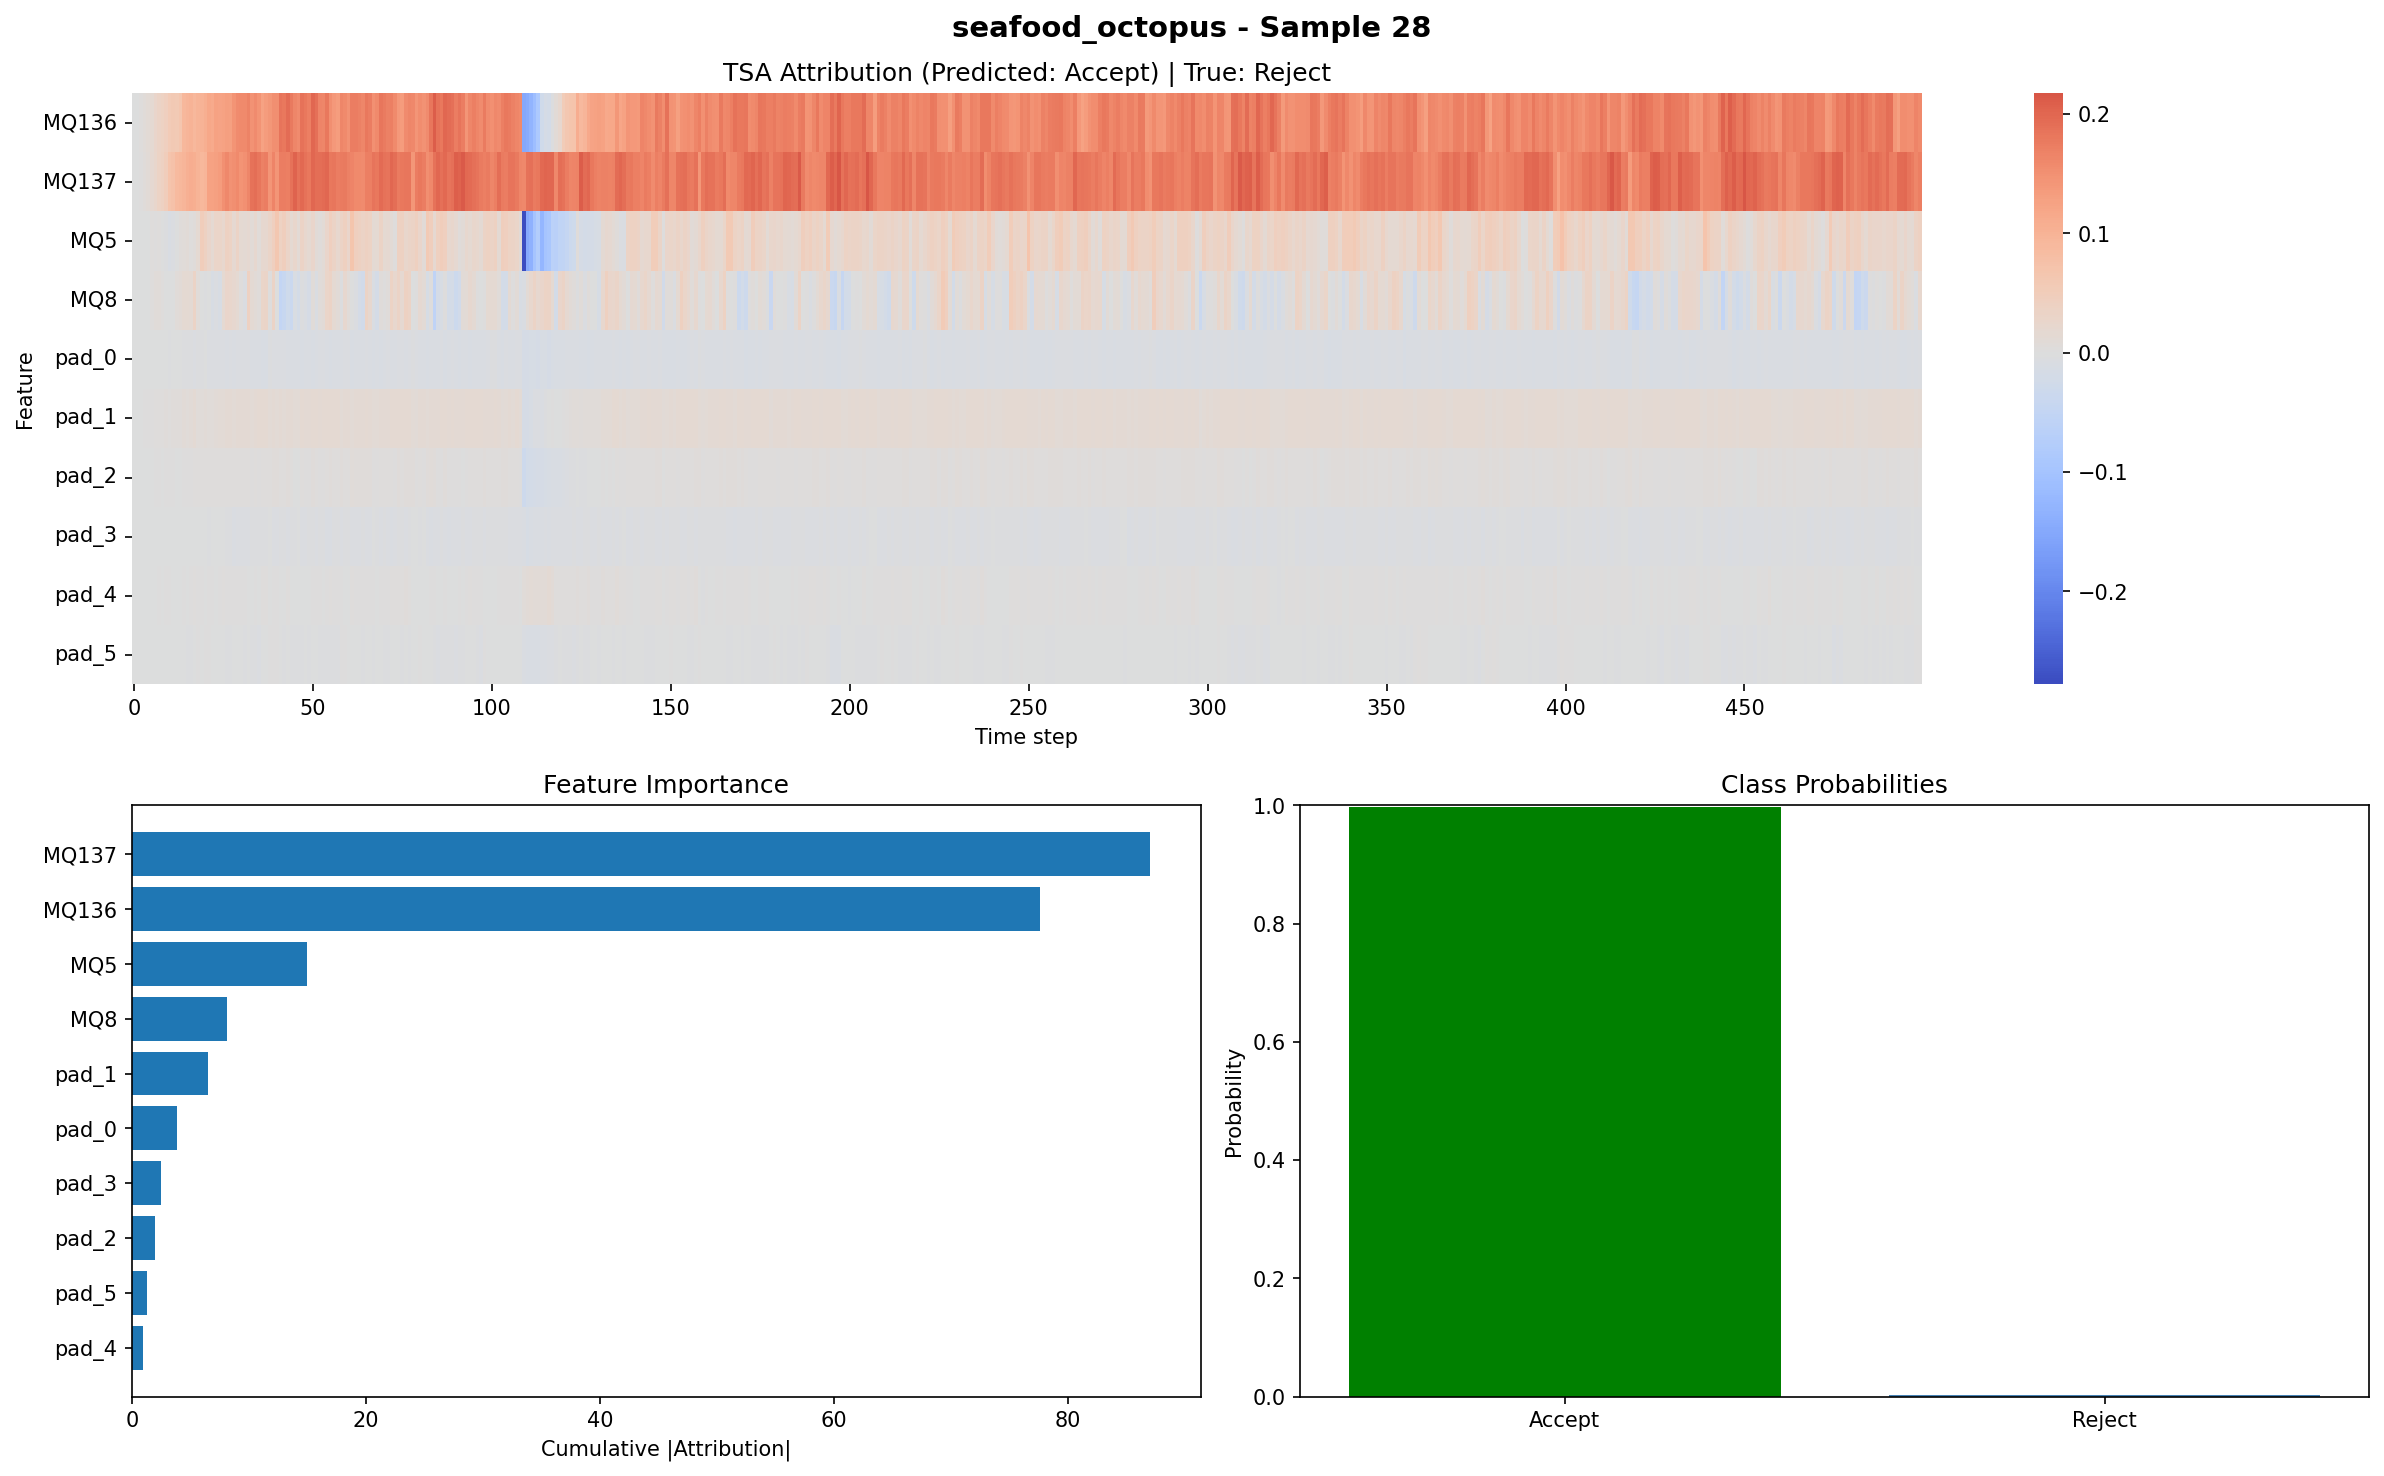 seafood_octopus - Sample 28
TSA Attribution (Predicted: Accept) | True: Reject
Feature
MQ136
MQ137
MQ5
MQ8
pad_0
pad_1
pad_2
pad_3
pad_4
pad_5
0 50 100 150 200 250 300 350 400 450
Time step
0.2
0.1
0.0
−0.1
−0.2
Feature Importance
MQ137
MQ136
MQ5
MQ8
pad_1
pad_0
pad_3
pad_2
pad_5
pad_4
0 20 40 60 80
Cumulative |Attribution|
Class Probabilities
Probability
1.0
0.8
0.6
0.4
0.2
0.0
Accept Reject